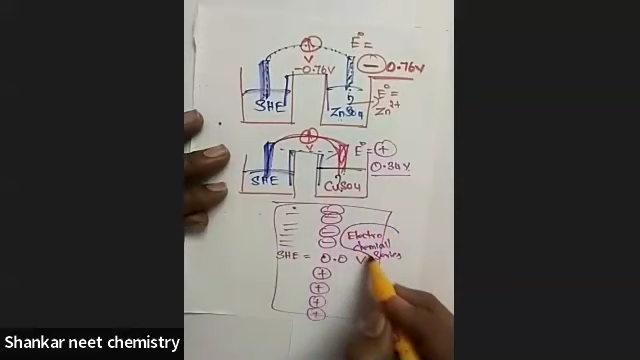 E° =
V
− 0.76V
−0.76V
SHE
ZnSO4
E° =
Zn2+
V
E° = +
0.34V
SHE
CuSO4
Electro
chemical
Series
SHE = 0.0 V
Shankar neet chemistry